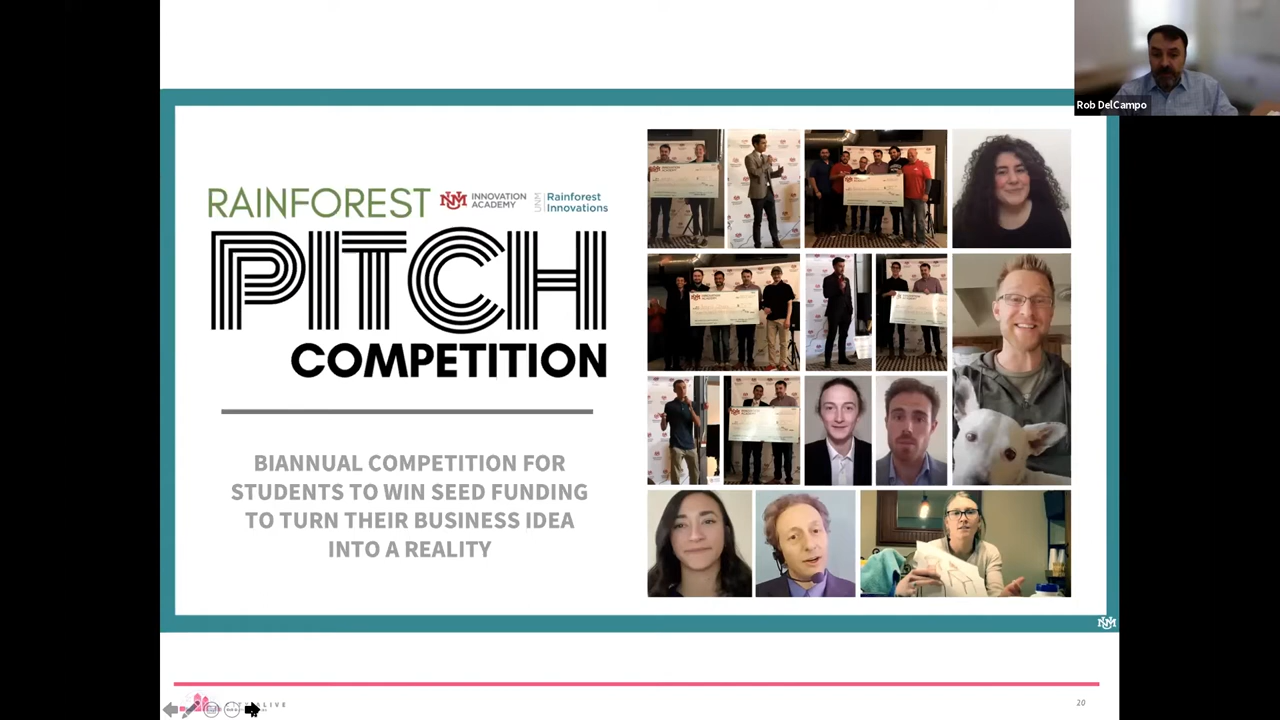 Rob DelCampo
RAINFOREST
UNM
INNOVATION
ACADEMY
UNM
Rainforest
Innovations
PITCH
COMPETITION
BIANNUAL COMPETITION FOR
STUDENTS TO WIN SEED FUNDING
TO TURN THEIR BUSINESS IDEA
INTO A REALITY
20